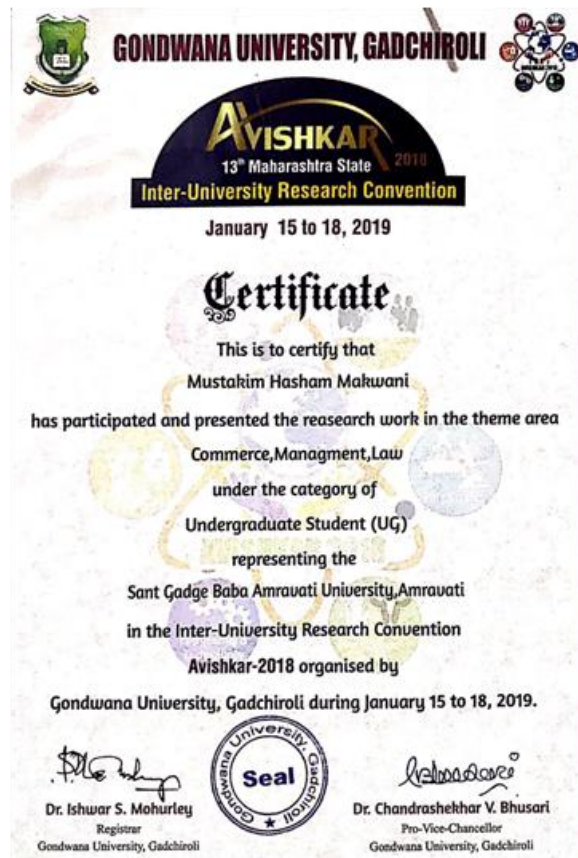 GONDWANA UNIVERSITY, GADCHIROLI
AVISHKAR
2018
13th Maharashtra State
Inter-University Research Convention
January 15 to 18, 2019
Certificate
This is to certify that
Mustakim Hasham Makwani
has participated and presented the reasearch work in the theme area
Commerce,Managment,Law
under the category of
Undergraduate Student (UG)
representing the
Sant Gadge Baba Amravati University,Amravati
in the Inter-University Research Convention
Avishkar-2018 organised by
Gondwana University, Gadchiroli during January 15 to 18, 2019.
Gondwana University, Gadchiroli
Seal
Dr. Ishwar S. Mohurley
Registrar
Gondwana University, Gadchiroli
Dr. Chandrashekhar V. Bhusari
Pro-Vice-Chancellor
Gondwana University, Gadchiroli